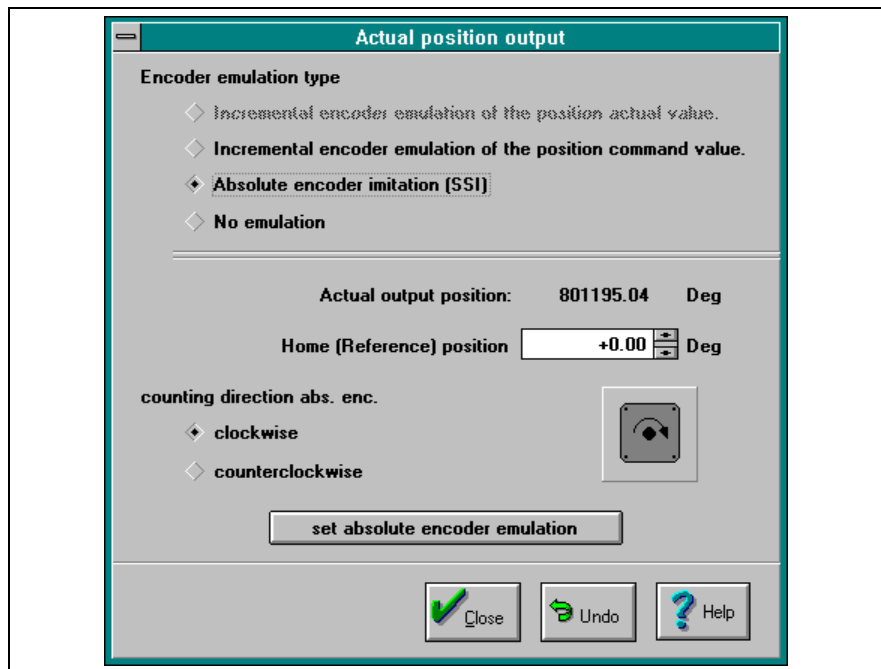 Actual position output
Encoder emulation type
Incremental encoder emulation of the position actual value.
Incremental encoder emulation of the position command value.
Absolute encoder imitation (SSI)
No emulation
Actual output position: 801195.04 Deg
Home (Reference) position +0.00 Deg
counting direction abs. enc.
clockwise
counterclockwise
set absolute encoder emulation
Close Undo Help